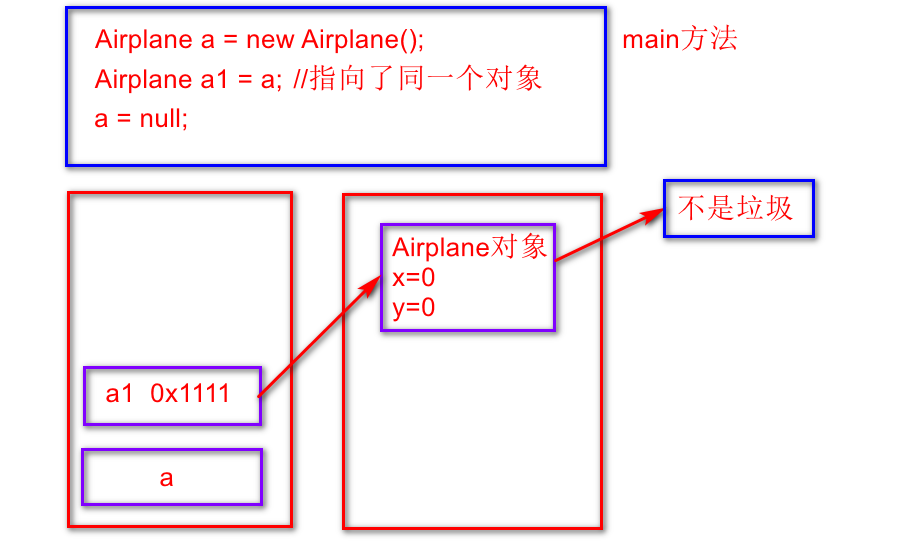 Airplane a = new Airplane();
main方法
Airplane a1 = a; //指向了同一个对象
a = null;
不是垃圾
Airplane对象
x=0
y=0
a1 0x1111
a